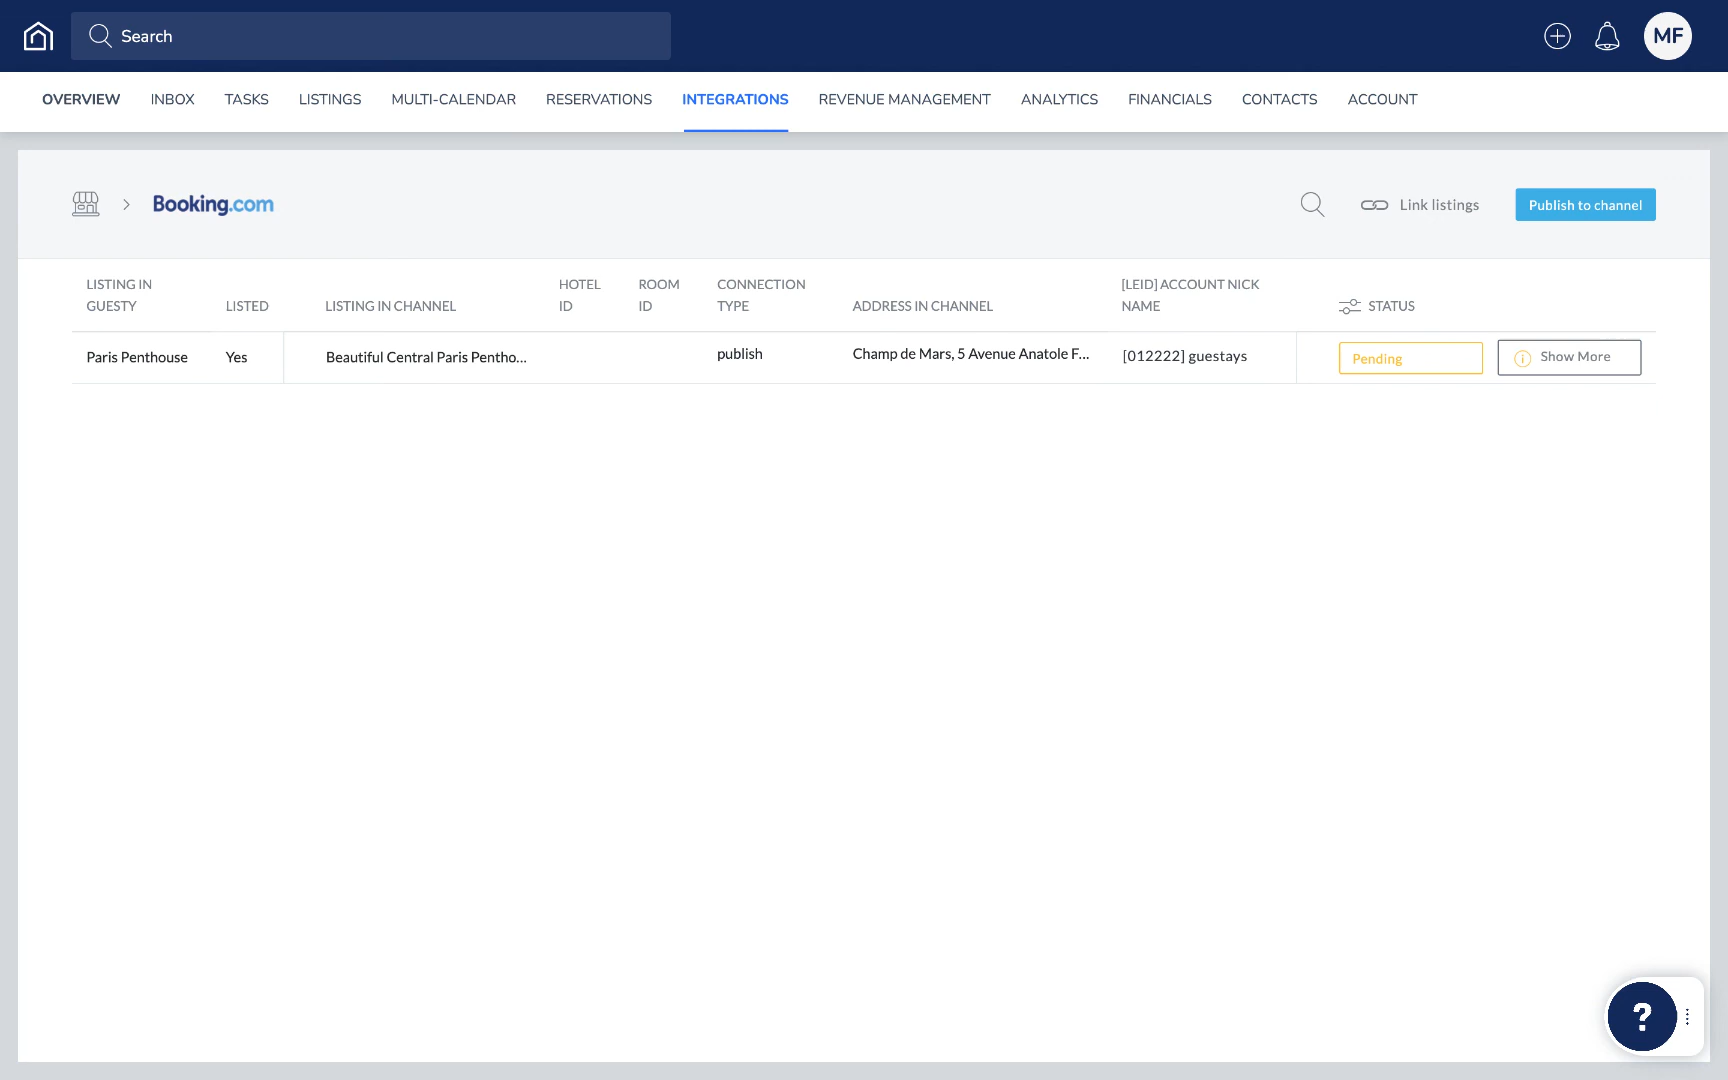 Search
MF
OVERVIEW INBOX TASKS LISTINGS MULTI-CALENDAR RESERVATIONS INTEGRATIONS REVENUE MANAGEMENT ANALYTICS FINANCIALS CONTACTS ACCOUNT
Booking.com
Link listings
Publish to channel
LISTING IN GUESTY
LISTED
LISTING IN CHANNEL
HOTEL ID
ROOM ID
CONNECTION TYPE
ADDRESS IN CHANNEL
[LEID] ACCOUNT NICK NAME
STATUS
Paris Penthouse
Yes
Beautiful Central Paris Pentho...
publish
Champ de Mars, 5 Avenue Anatole F...
[012222] guestays
Pending
Show More
?